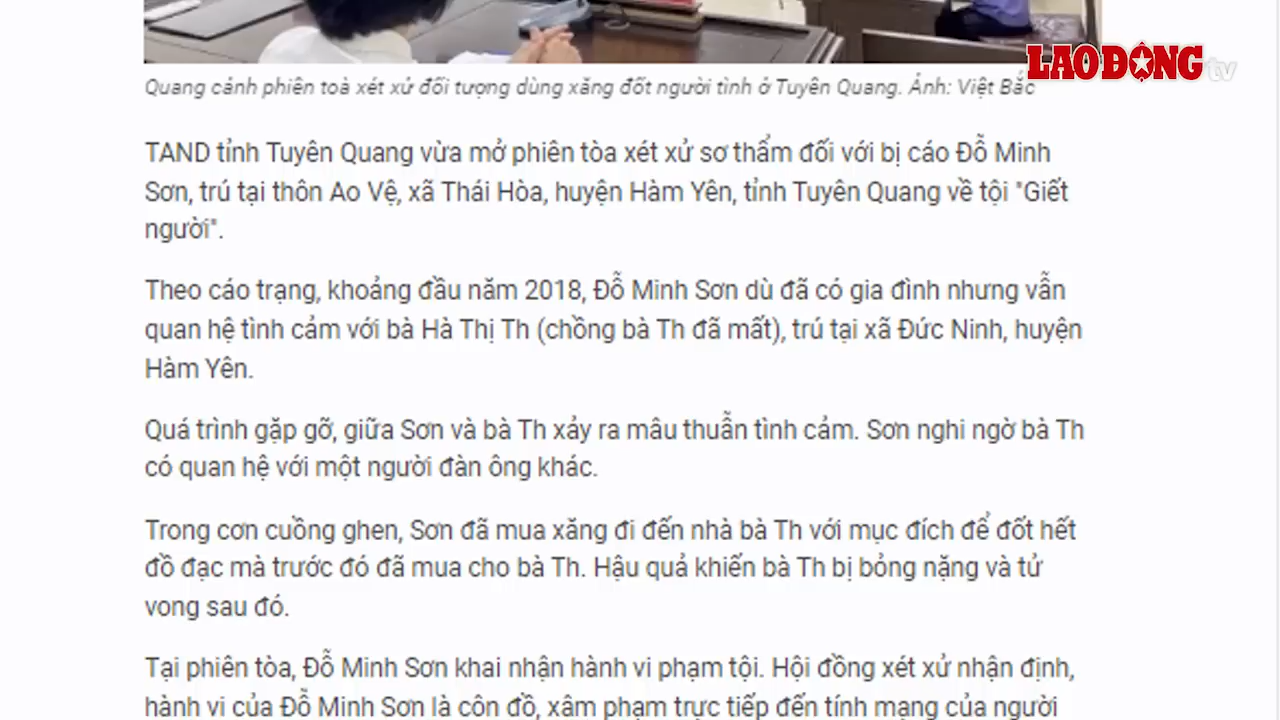 LAO ĐỘNG tv
Quang cảnh phiên toà xét xử đối tượng dùng xăng đốt người tình ở Tuyên Quang. Ảnh: Việt Bắc
TAND tỉnh Tuyên Quang vừa mở phiên tòa xét xử sơ thẩm đối với bị cáo Đỗ Minh
Sơn, trú tại thôn Ao Vệ, xã Thái Hòa, huyện Hàm Yên, tỉnh Tuyên Quang về tội "Giết
người".
Theo cáo trạng, khoảng đầu năm 2018, Đỗ Minh Sơn dù đã có gia đình nhưng vẫn
quan hệ tình cảm với bà Hà Thị Th (chồng bà Th đã mất), trú tại xã Đức Ninh, huyện
Hàm Yên.
Quá trình gặp gỡ, giữa Sơn và bà Th xảy ra mâu thuẫn tình cảm. Sơn nghi ngờ bà Th
có quan hệ với một người đàn ông khác.
Trong cơn cuồng ghen, Sơn đã mua xăng đi đến nhà bà Th với mục đích để đốt hết
đồ đạc mà trước đó đã mua cho bà Th. Hậu quả khiến bà Th bị bỏng nặng và tử
vong sau đó.
Tại phiên tòa, Đỗ Minh Sơn khai nhận hành vi phạm tội. Hội đồng xét xử nhận định,
hành vi của Đỗ Minh Sơn là côn đồ, xâm phạm trực tiếp đến tính mạng của người